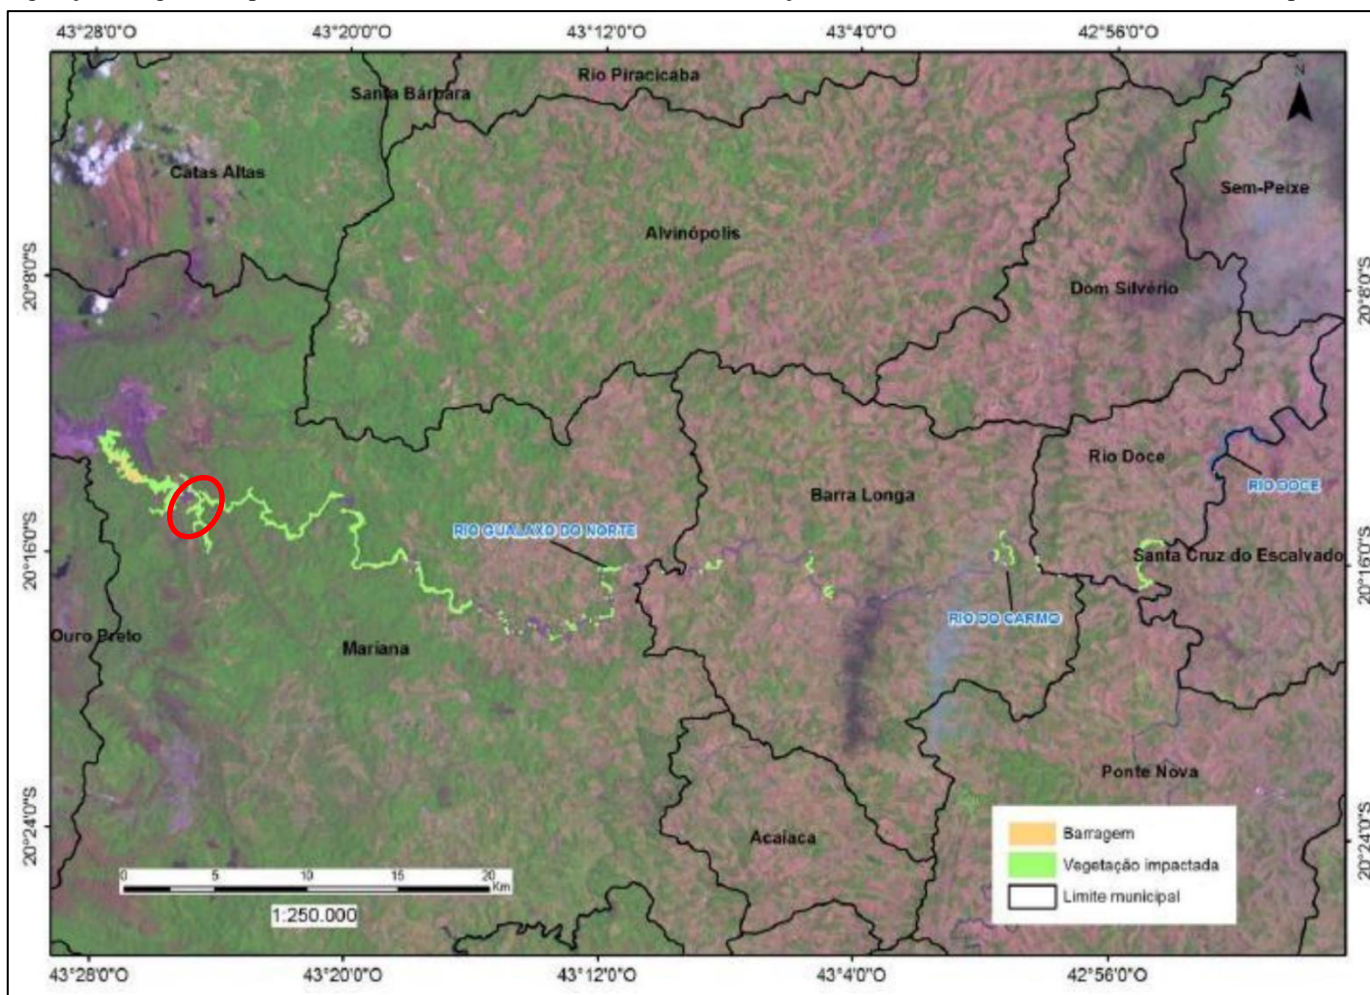 43°28'0"O 43°20'0"O 43°12'0"O 43°4'0"O 42°56'0"O
Rio Piracicaba
Santa Bárbara
N
Catas Altas
Sem-Peixe
Alvinópolis
20°8'0"S
Dom Silvério
20°8'0"S
Rio Doce
RIO DOCE
Barra Longa
RIO GUALAXO DO NORTE
20°16'0"S
Santa Cruz do Escalvado
20°16'0"S
RIO DO CARMO
Ouro Preto
Mariana
Ponte Nova
20°24'0"S
Acaiaca
Barragem
Vegetação impactada
Limite municipal
20°24'0"S
0 5 10 15 20
Km
1:250.000
43°28'0"O 43°20'0"O 43°12'0"O 43°4'0"O 42°56'0"O